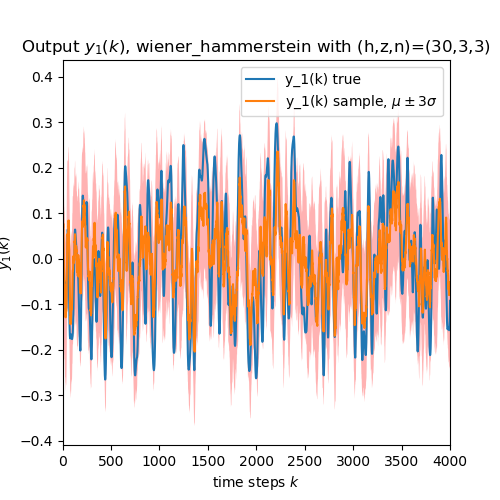 Output y₁(k), wiener_hammerstein with (h,z,n)=(30,3,3)
y_1(k) true
y_1(k) sample, μ ± 3σ
0.4
0.3
0.2
0.1
0.0
−0.1
−0.2
−0.3
−0.4
y₁(k)
0 500 1000 1500 2000 2500 3000 3500 4000
time steps k